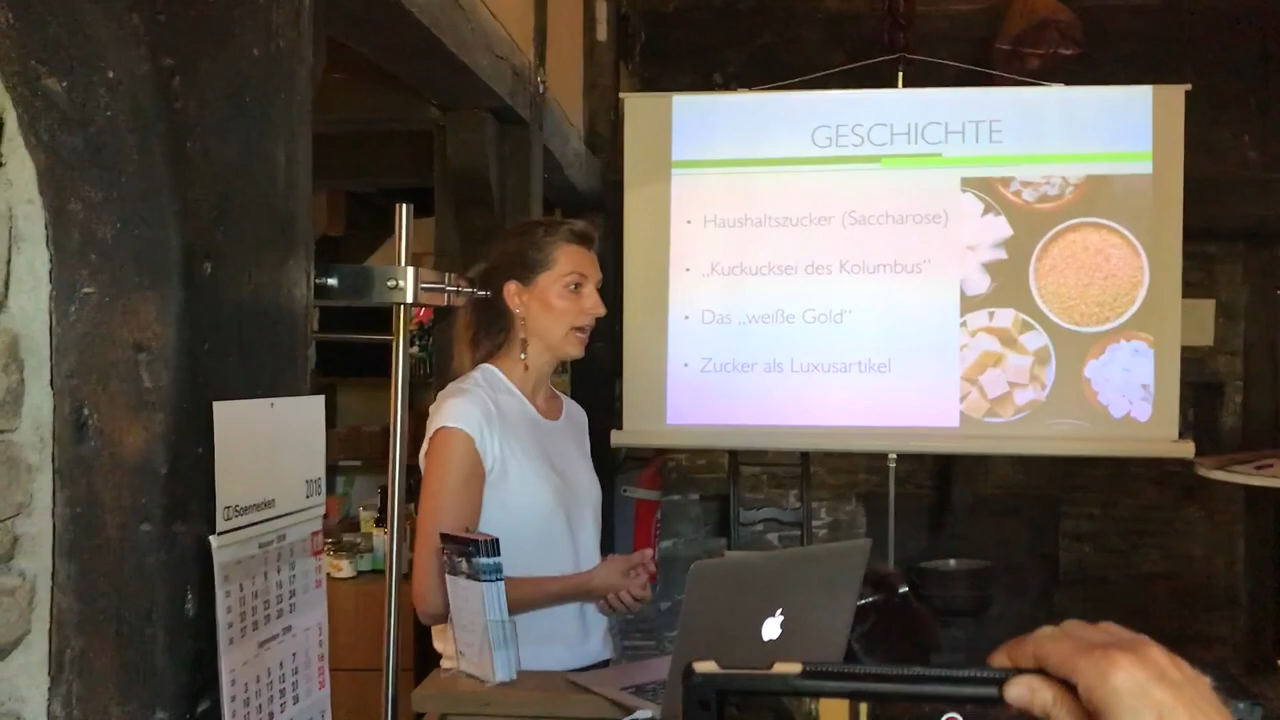 GESCHICHTE
• Haushaltszucker (Saccharose)
• „Kuckucksei des Kolumbus“
• Das „weiße Gold“
• Zucker als Luxusartikel
2018
Soennecken